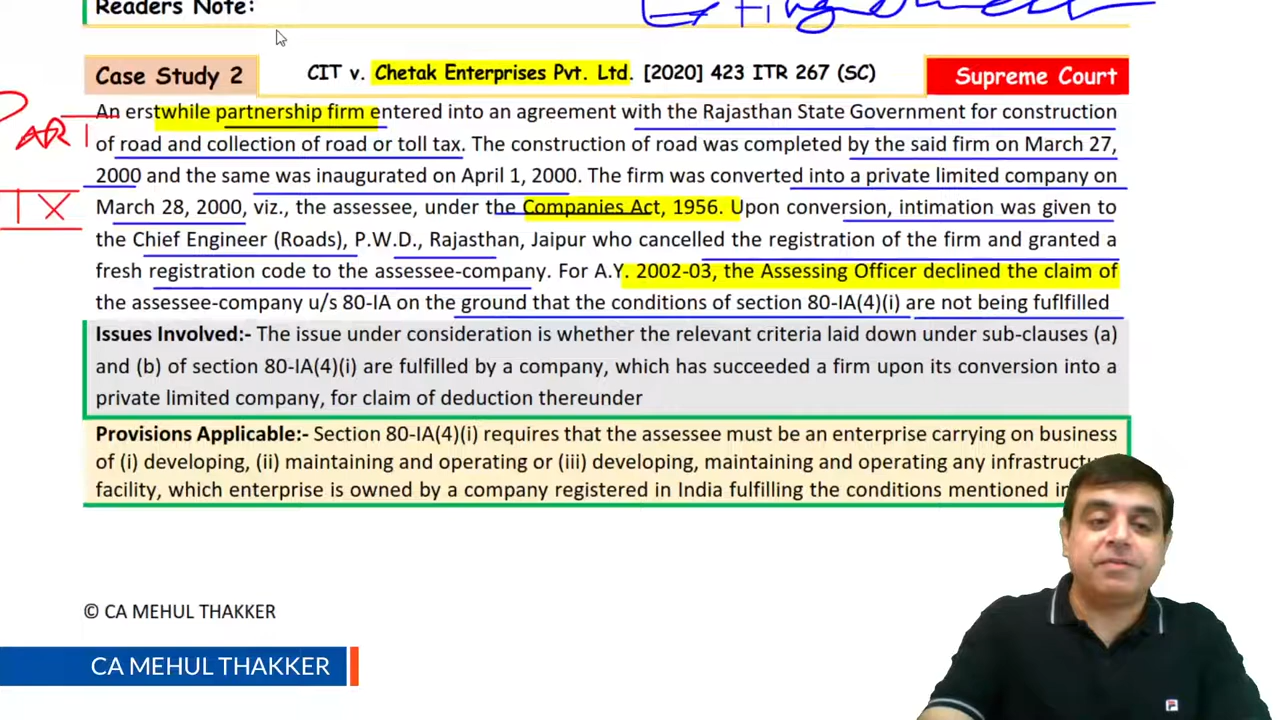 Readers Note:
Case Study 2
CIT v. Chetak Enterprises Pvt. Ltd. [2020] 423 ITR 267 (SC)
Supreme Court
An erstwhile partnership firm entered into an agreement with the Rajasthan State Government for construction
of road and collection of road or toll tax. The construction of road was completed by the said firm on March 27,
2000 and the same was inaugurated on April 1, 2000. The firm was converted into a private limited company on
March 28, 2000, viz., the assessee, under the Companies Act, 1956. Upon conversion, intimation was given to
the Chief Engineer (Roads), P.W.D., Rajasthan, Jaipur who cancelled the registration of the firm and granted a
fresh registration code to the assessee-company. For A.Y. 2002-03, the Assessing Officer declined the claim of
the assessee-company u/s 80-IA on the ground that the conditions of section 80-IA(4)(i) are not being fuflfilled
PART
IX
Issues Involved:- The issue under consideration is whether the relevant criteria laid down under sub-clauses (a)
and (b) of section 80-IA(4)(i) are fulfilled by a company, which has succeeded a firm upon its conversion into a
private limited company, for claim of deduction thereunder
Provisions Applicable:- Section 80-IA(4)(i) requires that the assessee must be an enterprise carrying on business
of (i) developing, (ii) maintaining and operating or (iii) developing, maintaining and operating any
facility, which enterprise is owned by a company registered in India fulfilling the conditions mentioned
© CA MEHUL THAKKER
CA MEHUL THAKKER